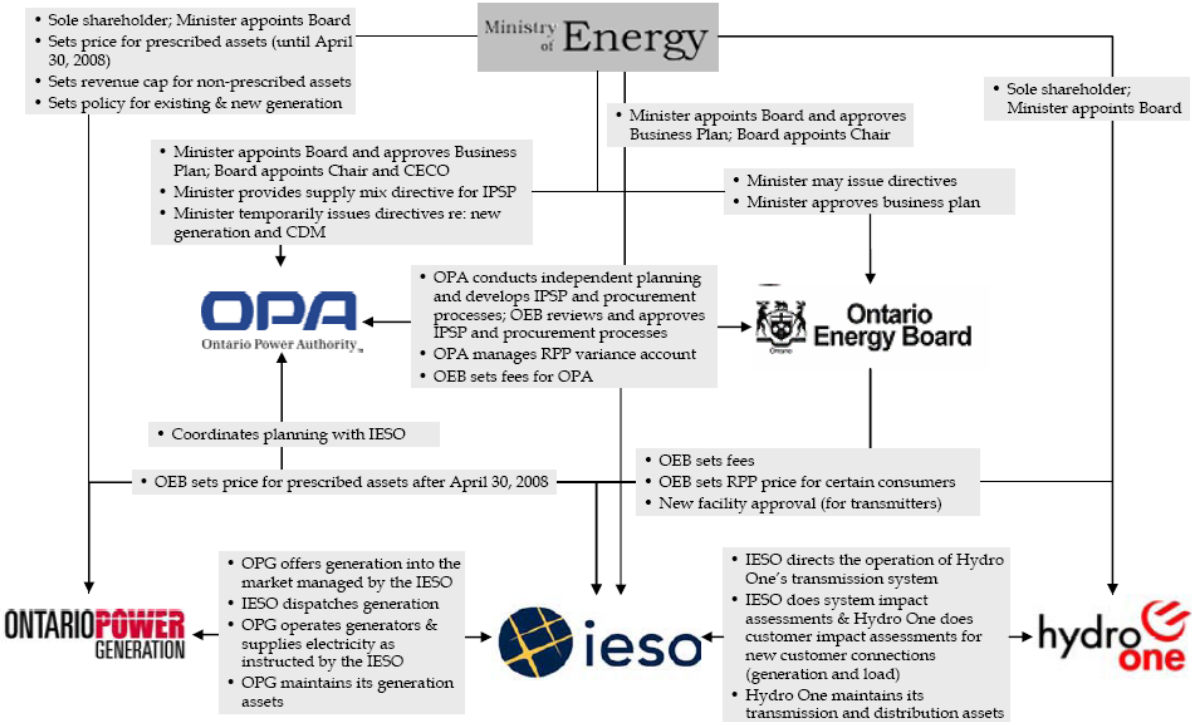 • Sole shareholder; Minister appoints Board
• Sets price for prescribed assets (until April
30, 2008)
• Sets revenue cap for non-prescribed assets
• Sets policy for existing & new generation
Ministry
of Energy
• Sole shareholder;
Minister appoints Board
• Minister appoints Board and approves
Business Plan; Board appoints Chair
• Minister appoints Board and approves Business
Plan; Board appoints Chair and CECO
• Minister provides supply mix directive for IPSP
• Minister temporarily issues directives re: new
generation and CDM
• Minister may issue directives
• Minister approves business plan
OPA
Ontario Power Authority
• OPA conducts independent planning
and develops IPSP and procurement
processes; OEB reviews and approves
IPSP and procurement processes
• OPA manages RPP variance account
• OEB sets fees for OPA
Ontario
Ontario
Energy Board
• Coordinates planning with IESO
• OEB sets price for prescribed assets after April 30, 2008
• OEB sets fees
• OEB sets RPP price for certain consumers
• New facility approval (for transmitters)
ONTARIOPOWER
GENERATION
• OPG offers generation into the
market managed by the IESO
• IESO dispatches generation
• OPG operates generators &
supplies electricity as
instructed by the IESO
• OPG maintains its generation
assets
ieso
• IESO directs the operation of Hydro
One's transmission system
• IESO does system impact
assessments & Hydro One does
customer impact assessments for
new customer connections
(generation and load)
• Hydro One maintains its
transmission and distribution assets
hydro
one